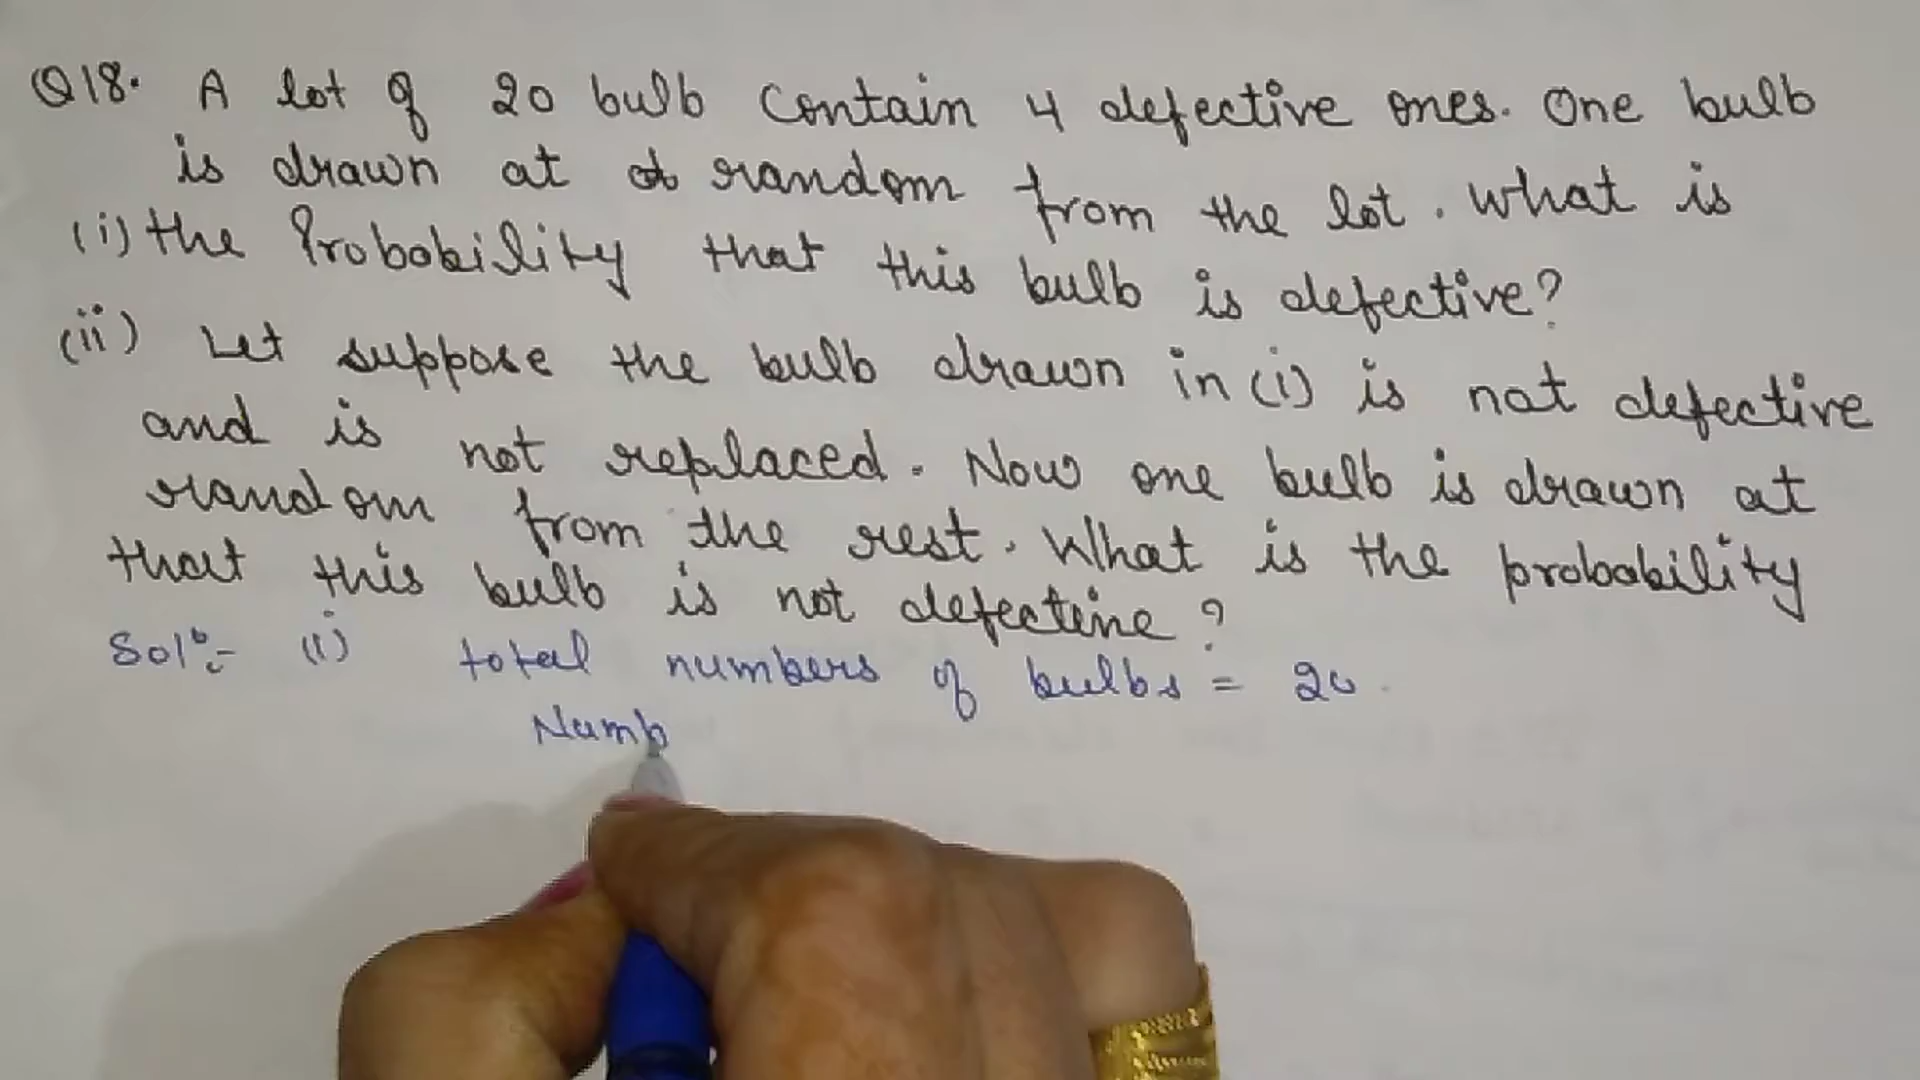 Q18. A lot of 20 bulb contain 4 defective ones. One bulb
is drawn at random from the lot. What is
(i) the Probability that this bulb is defective?
(ii) Let suppose the bulb drawn in (i) is not defective
and is not replaced. Now one bulb is drawn at
random from the rest. What is the probability
that this bulb is not defective?
Solⁿ:- (i) total numbers of bulbs = 20
Numb